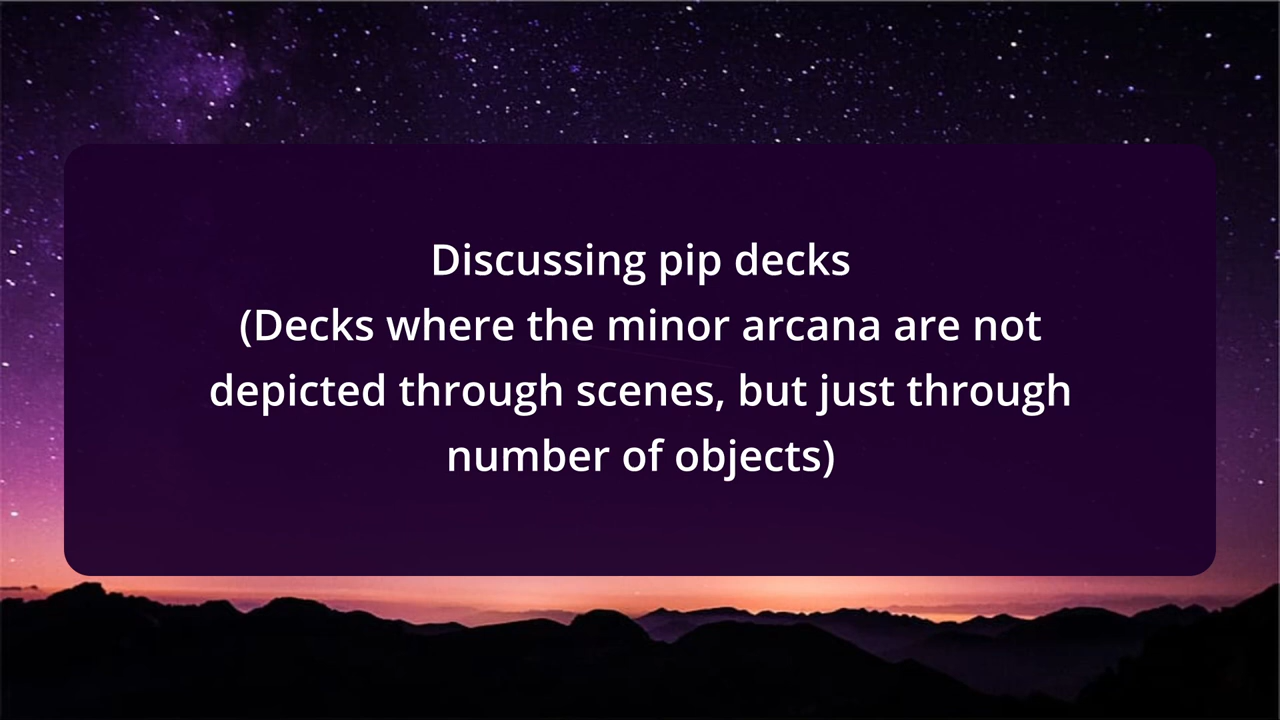 Discussing pip decks
(Decks where the minor arcana are not
depicted through scenes, but just through
number of objects)